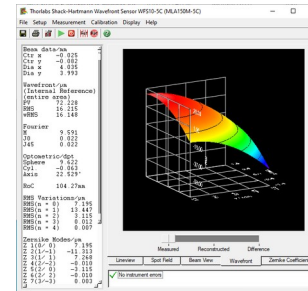 Thorlabs Shack-Hartmann Wavefront Sensor WFS10-5C (MLA150M-5C)
File Setup Measurement Calibration Display Help
Beam data/mm
Ctr x -0.025
Ctr y -0.082
Dia x 4.035
Dia y 3.993
Wavefront/µm
(Internal Reference)
(entire area)
PV 72.228
RMS 16.215
wRMS 16.148
Fourier
M 9.591
J0 0.022
J45 0.022
Optometric/dpt
Sphere 9.622
Cyl. -0.063
Axis 22.529°
RoC 104.27mm
RMS Variations/µm
RMS(n = 0) 7.195
RMS(n = 1) 13.447
RMS(n = 2) 3.115
RMS(n = 3) 0.012
RMS(n = 4) 0.007
Zernike Modes/µm
Z 1(0/ 0) 7.195
Z 2(1/-1) -11.313
Z 3(1/ 1) 7.268
Z 4(2/-2) -0.010
Z 5(2/ 0) -3.115
Z 6(2/ 2) -0.010
Z 7(3/-3) 0.003
Measured Reconstructed Difference
Lineview Spot Field Beam View Wavefront Zernike Coefficien
No instrument errors.